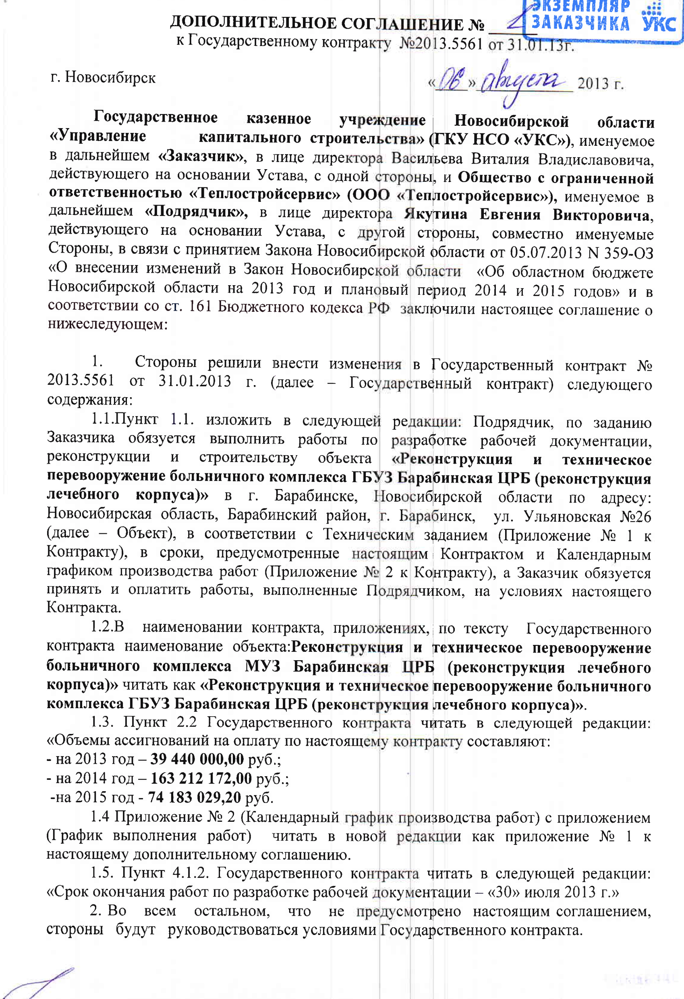 ЭКЗЕМПЛЯР
ЗАКАЗЧИКА УКС
ДОПОЛНИТЕЛЬНОЕ СОГЛАШЕНИЕ №
к Государственному контракту №2013.5561 от 31.01.13г.
г. Новосибирск «06» августа 2013 г.
Государственное казенное учреждение Новосибирской области
«Управление капитального строительства» (ГКУ НСО «УКС»), именуемое
в дальнейшем «Заказчик», в лице директора Васильева Виталия Владиславовича,
действующего на основании Устава, с одной стороны, и Общество с ограниченной
ответственностью «Теплостройсервис» (ООО «Теплостройсервис»), именуемое в
дальнейшем «Подрядчик», в лице директора Якутина Евгения Викторовича,
действующего на основании Устава, с другой стороны, совместно именуемые
Стороны, в связи с принятием Закона Новосибирской области от 05.07.2013 N 359-ОЗ
«О внесении изменений в Закон Новосибирской области «Об областном бюджете
Новосибирской области на 2013 год и плановый период 2014 и 2015 годов» и в
соответствии со ст. 161 Бюджетного кодекса РФ заключили настоящее соглашение о
нижеследующем:
1. Стороны решили внести изменения в Государственный контракт №
2013.5561 от 31.01.2013 г. (далее – Государственный контракт) следующего
содержания:
1.1.Пункт 1.1. изложить в следующей редакции: Подрядчик, по заданию
Заказчика обязуется выполнить работы по разработке рабочей документации,
реконструкции и строительству объекта «Реконструкция и техническое
перевооружение больничного комплекса ГБУЗ Барабинская ЦРБ (реконструкция
лечебного корпуса)» в г. Барабинске, Новосибирской области по адресу:
Новосибирская область, Барабинский район, г. Барабинск, ул. Ульяновская №26
(далее – Объект), в соответствии с Техническим заданием (Приложение № 1 к
Контракту), в сроки, предусмотренные настоящим Контрактом и Календарным
графиком производства работ (Приложение № 2 к Контракту), а Заказчик обязуется
принять и оплатить работы, выполненные Подрядчиком, на условиях настоящего
Контракта.
1.2.В наименовании контракта, приложениях, по тексту Государственного
контракта наименование объекта:Реконструкция и техническое перевооружение
больничного комплекса МУЗ Барабинская ЦРБ (реконструкция лечебного
корпуса)» читать как «Реконструкция и техническое перевооружение больничного
комплекса ГБУЗ Барабинская ЦРБ (реконструкция лечебного корпуса)».
1.3. Пункт 2.2 Государственного контракта читать в следующей редакции:
«Объемы ассигнований на оплату по настоящему контракту составляют:
- на 2013 год – 39 440 000,00 руб.;
- на 2014 год – 163 212 172,00 руб.;
-на 2015 год - 74 183 029,20 руб.
1.4 Приложение № 2 (Календарный график производства работ) с приложением
(График выполнения работ) читать в новой редакции как приложение № 1 к
настоящему дополнительному соглашению.
1.5. Пункт 4.1.2. Государственного контракта читать в следующей редакции:
«Срок окончания работ по разработке рабочей документации – «30» июля 2013 г.»
2. Во всем остальном, что не предусмотрено настоящим соглашением,
стороны будут руководствоваться условиями Государственного контракта.